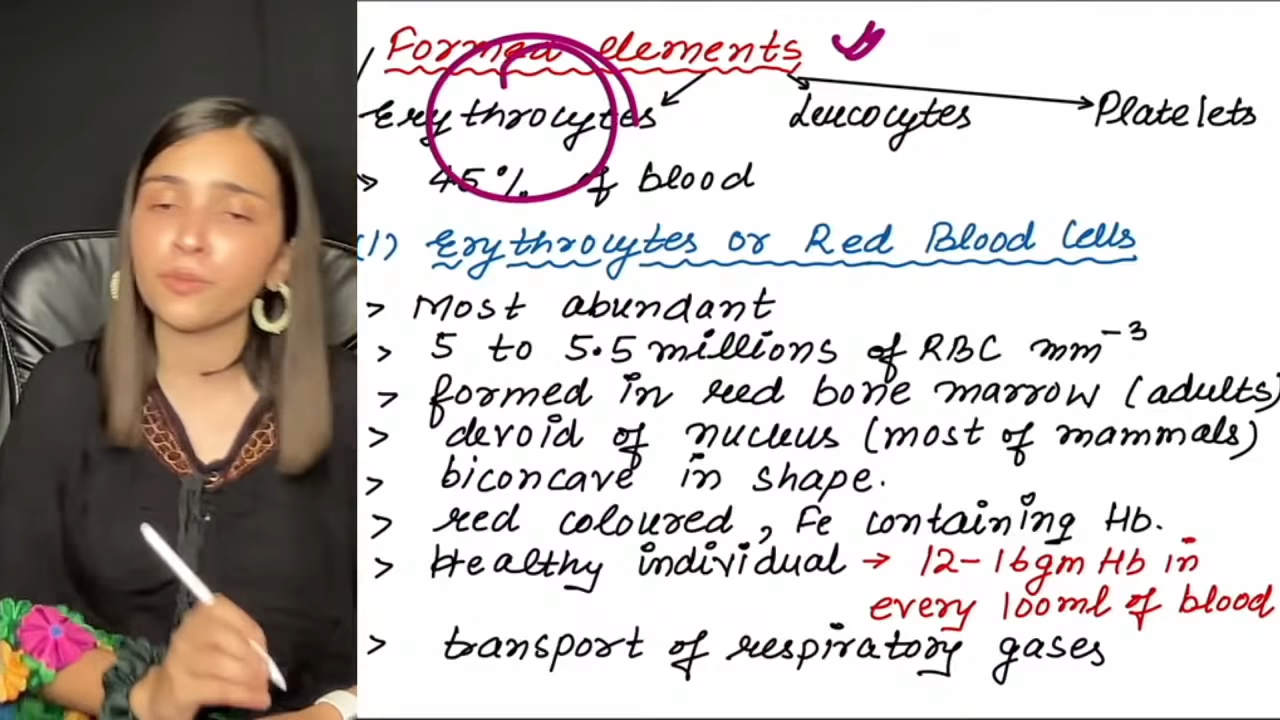 Formed elements
Erythrocytes Leucocytes Platelets
> 45% of blood
(1) Erythrocytes or Red Blood Cells
> Most abundant
> 5 to 5.5 millions of RBC mm⁻³
> formed in red bone marrow (adults)
> devoid of nucleus (most of mammals)
> biconcave in shape.
> red coloured, Fe containing Hb.
> Healthy individual → 12-16gm Hb in
every 100ml of blood
> transport of respiratory gases